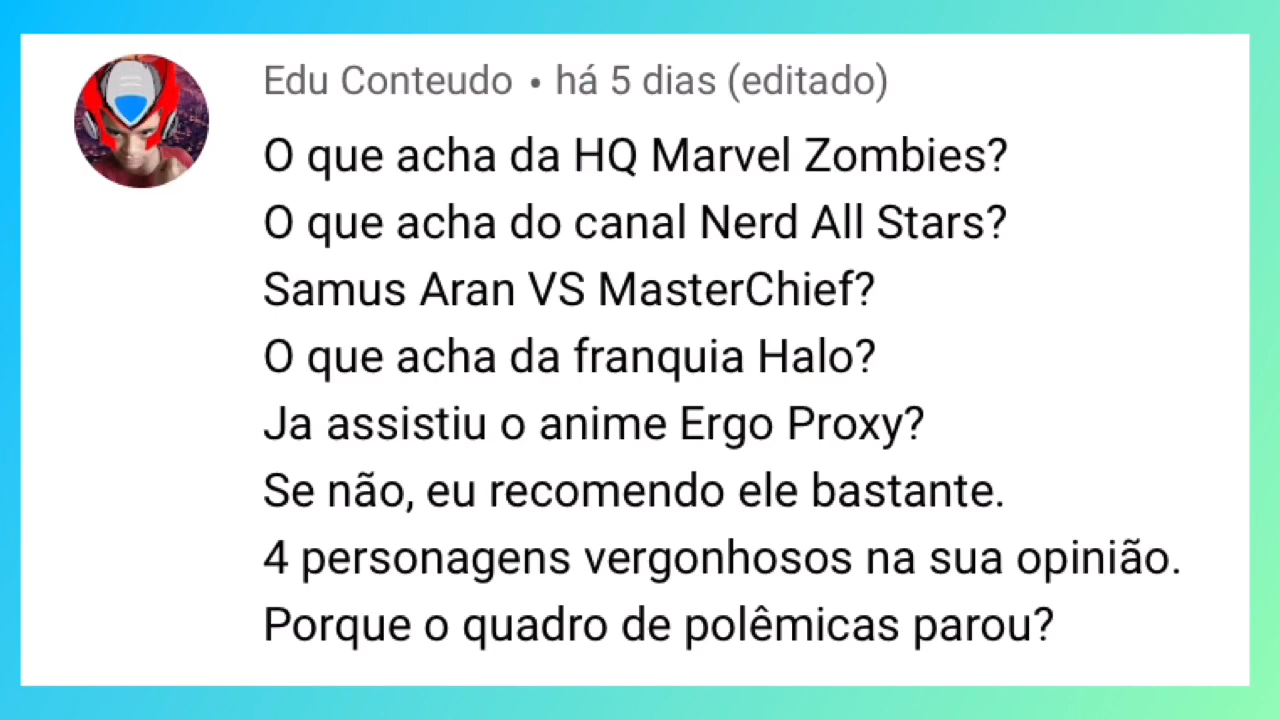 Edu Conteudo • há 5 dias (editado)
O que acha da HQ Marvel Zombies?
O que acha do canal Nerd All Stars?
Samus Aran VS MasterChief?
O que acha da franquia Halo?
Ja assistiu o anime Ergo Proxy?
Se não, eu recomendo ele bastante.
4 personagens vergonhosos na sua opinião.
Porque o quadro de polêmicas parou?